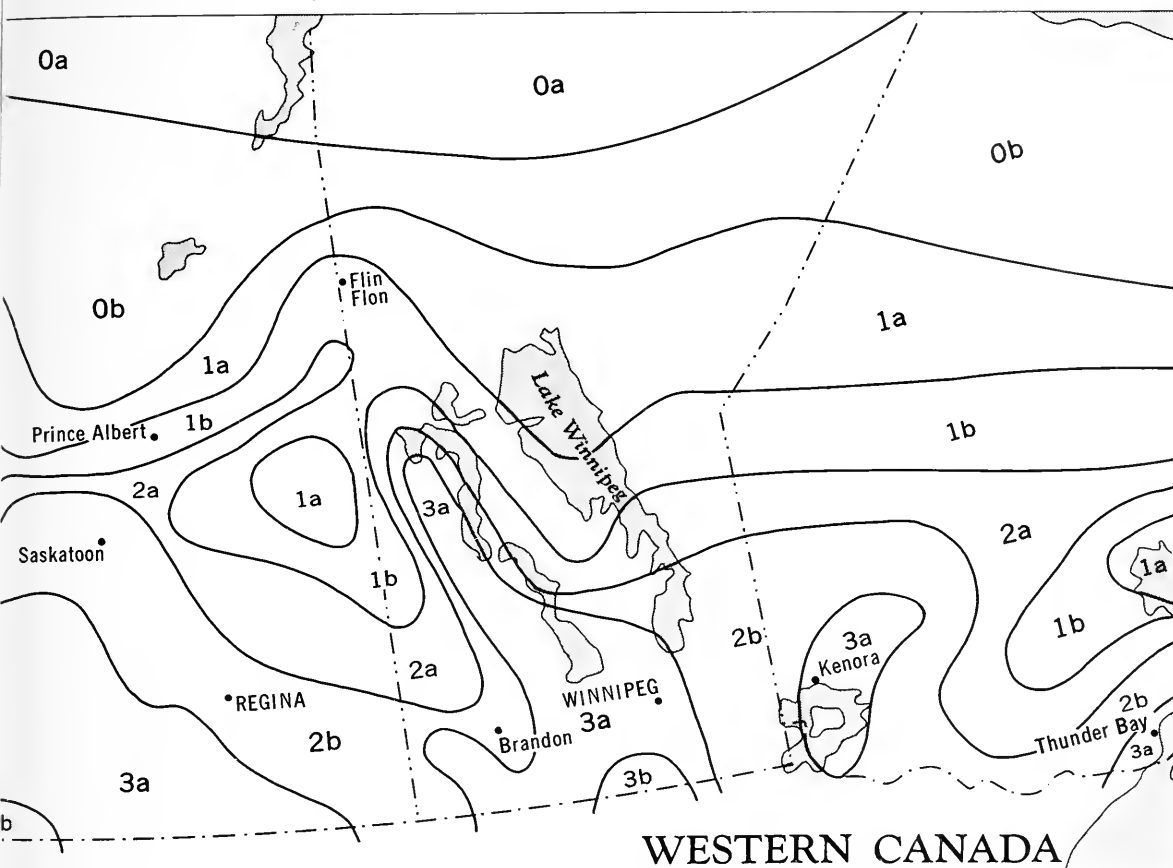 0a
0a
0b
Flin
Flon
0b
1a
1a
Lake Winnipeg
1b
Prince Albert
1b
2a
1a
3a
2a
Saskatoon
1a
1b
1b
2b
3a
Kenora
2a
WINNIPEG
REGINA
2b
3a
Brandon
2b
Thunder Bay
3a
3b
3a
b
WESTERN CANADA